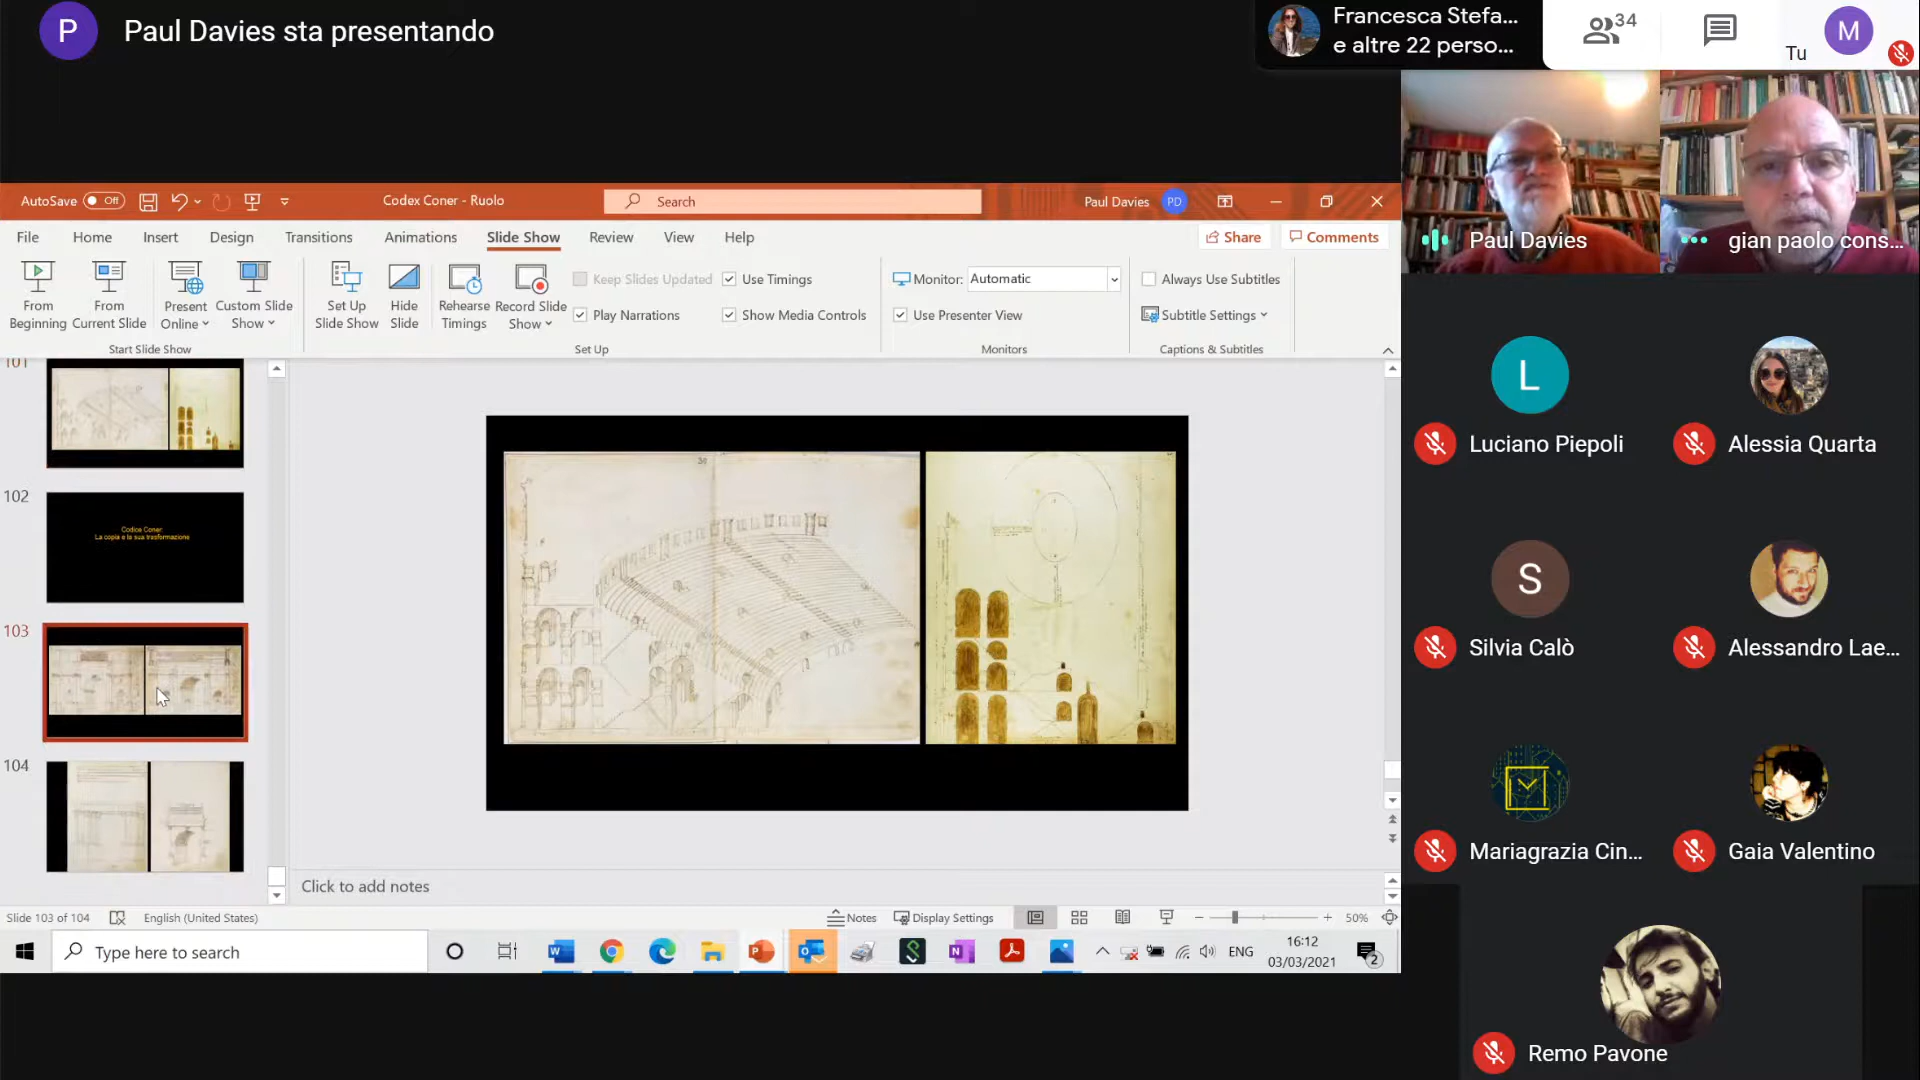 P
Paul Davies sta presentando
Francesca Stefa...
e altre 22 perso...
34
Tu
M
AutoSave
Off
Codex Coner - Ruolo
Search
Paul Davies
PD
File
Home
Insert
Design
Transitions
Animations
Slide Show
Review
View
Help
Share
Comments
From
Beginning
From
Current Slide
Present
Online
Custom Slide
Show
Set Up
Slide Show
Hide
Slide
Rehearse
Timings
Record Slide
Show
Keep Slides Updated
Play Narrations
Use Timings
Show Media Controls
Monitor:
Automatic
Use Presenter View
Always Use Subtitles
Subtitle Settings
Start Slide Show
Set Up
Monitors
Captions & Subtitles
101
102
Codice Coner
La copia e la sua trasformazione
103
104
Click to add notes
Slide 103 of 104
English (United States)
Notes
Display Settings
50%
Type here to search
ENG
16:12
03/03/2021
2
Paul Davies
gian paolo cons...
L
Luciano Piepoli
Alessia Quarta
S
Silvia Calò
Alessandro Lae...
Mariagrazia Cin...
Gaia Valentino
Remo Pavone